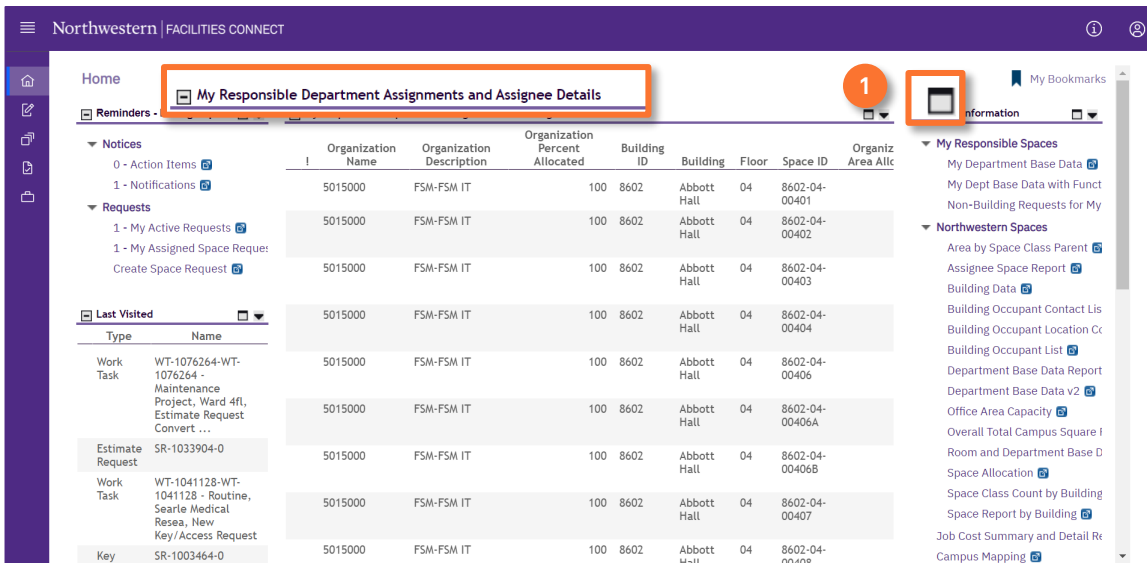 Northwestern | FACILITIES CONNECT
Home
My Responsible Department Assignments and Assignee Details
1
My Bookmarks
Reminders -
Information
Notices
0 - Action Items
1 - Notifications
Requests
1 - My Active Requests
1 - My Assigned Space Reques
Create Space Request
Last Visited
Type Name
Work Task
WT-1076264-WT-
1076264 -
Maintenance
Project, Ward 4fl,
Estimate Request
Convert ...
Estimate Request
SR-1033904-0
Work Task
WT-1041128-WT-
1041128 - Routine,
Searle Medical
Resea, New
Key/Access Request
Key SR-1003464-0
! Organization Name Organization Description Organization Percent Allocated Building ID Building Floor Space ID Organiz Area Allc
5015000 FSM-FSM IT 100 8602 Abbott Hall 04 8602-04-00401
5015000 FSM-FSM IT 100 8602 Abbott Hall 04 8602-04-00402
5015000 FSM-FSM IT 100 8602 Abbott Hall 04 8602-04-00403
5015000 FSM-FSM IT 100 8602 Abbott Hall 04 8602-04-00404
5015000 FSM-FSM IT 100 8602 Abbott Hall 04 8602-04-00406
5015000 FSM-FSM IT 100 8602 Abbott Hall 04 8602-04-00406A
5015000 FSM-FSM IT 100 8602 Abbott Hall 04 8602-04-00406B
5015000 FSM-FSM IT 100 8602 Abbott Hall 04 8602-04-00407
5015000 FSM-FSM IT 100 8602 Abbott Hall 04 8602-04-00408
My Responsible Spaces
My Department Base Data
My Dept Base Data with Funct
Non-Building Requests for My
Northwestern Spaces
Area by Space Class Parent
Assignee Space Report
Building Data
Building Occupant Contact Lis
Building Occupant Location Co
Building Occupant List
Department Base Data Report
Department Base Data v2
Office Area Capacity
Overall Total Campus Square F
Room and Department Base D
Space Allocation
Space Class Count by Building
Space Report by Building
Job Cost Summary and Detail Re
Campus Mapping